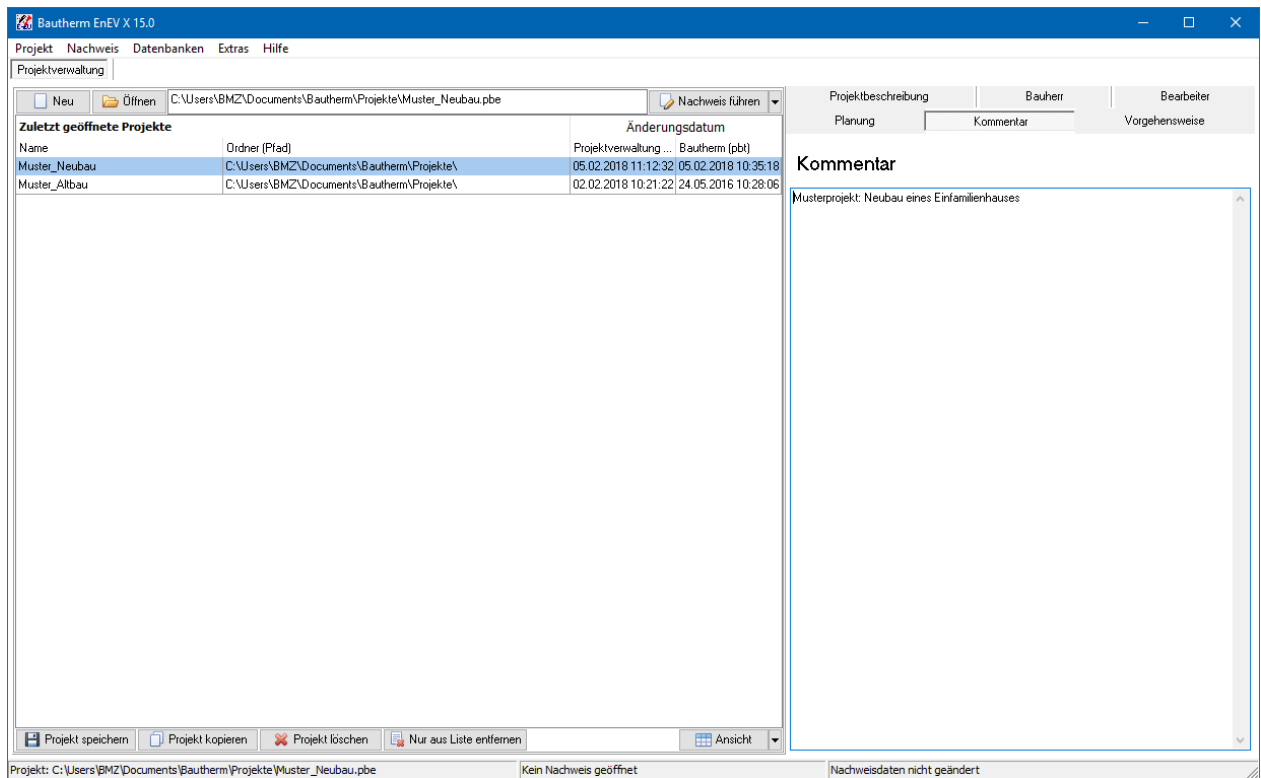 Bautherm EnEV X 15.0
Projekt Nachweis Datenbanken Extras Hilfe
Projektverwaltung
Neu Öffnen C:\Users\BMZ\Documents\Bautherm\Projekte\Muster_Neubau.pbe Nachweis führen
Projektbeschreibung Bauherr Bearbeiter
Planung Kommentar Vorgehensweise
Zuletzt geöffnete Projekte Änderungsdatum
Name Ordner (Pfad) Projektverwaltung ... Bautherm (pbt)
Muster_Neubau C:\Users\BMZ\Documents\Bautherm\Projekte\ 05.02.2018 11:12:32 05.02.2018 10:35:18
Muster_Altbau C:\Users\BMZ\Documents\Bautherm\Projekte\ 02.02.2018 10:21:22 24.05.2016 10:28:06
Kommentar
Musterprojekt: Neubau eines Einfamilienhauses
Projekt speichern Projekt kopieren Projekt löschen Nur aus Liste entfernen Ansicht
Projekt: C:\Users\BMZ\Documents\Bautherm\Projekte\Muster_Neubau.pbe Kein Nachweis geöffnet Nachweisdaten nicht geändert